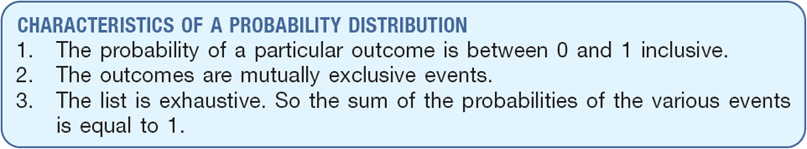 CHARACTERISTICS OF A PROBABILITY DISTRIBUTION
1. The probability of a particular outcome is between 0 and 1 inclusive.
2. The outcomes are mutually exclusive events.
3. The list is exhaustive. So the sum of the probabilities of the various events
is equal to 1.